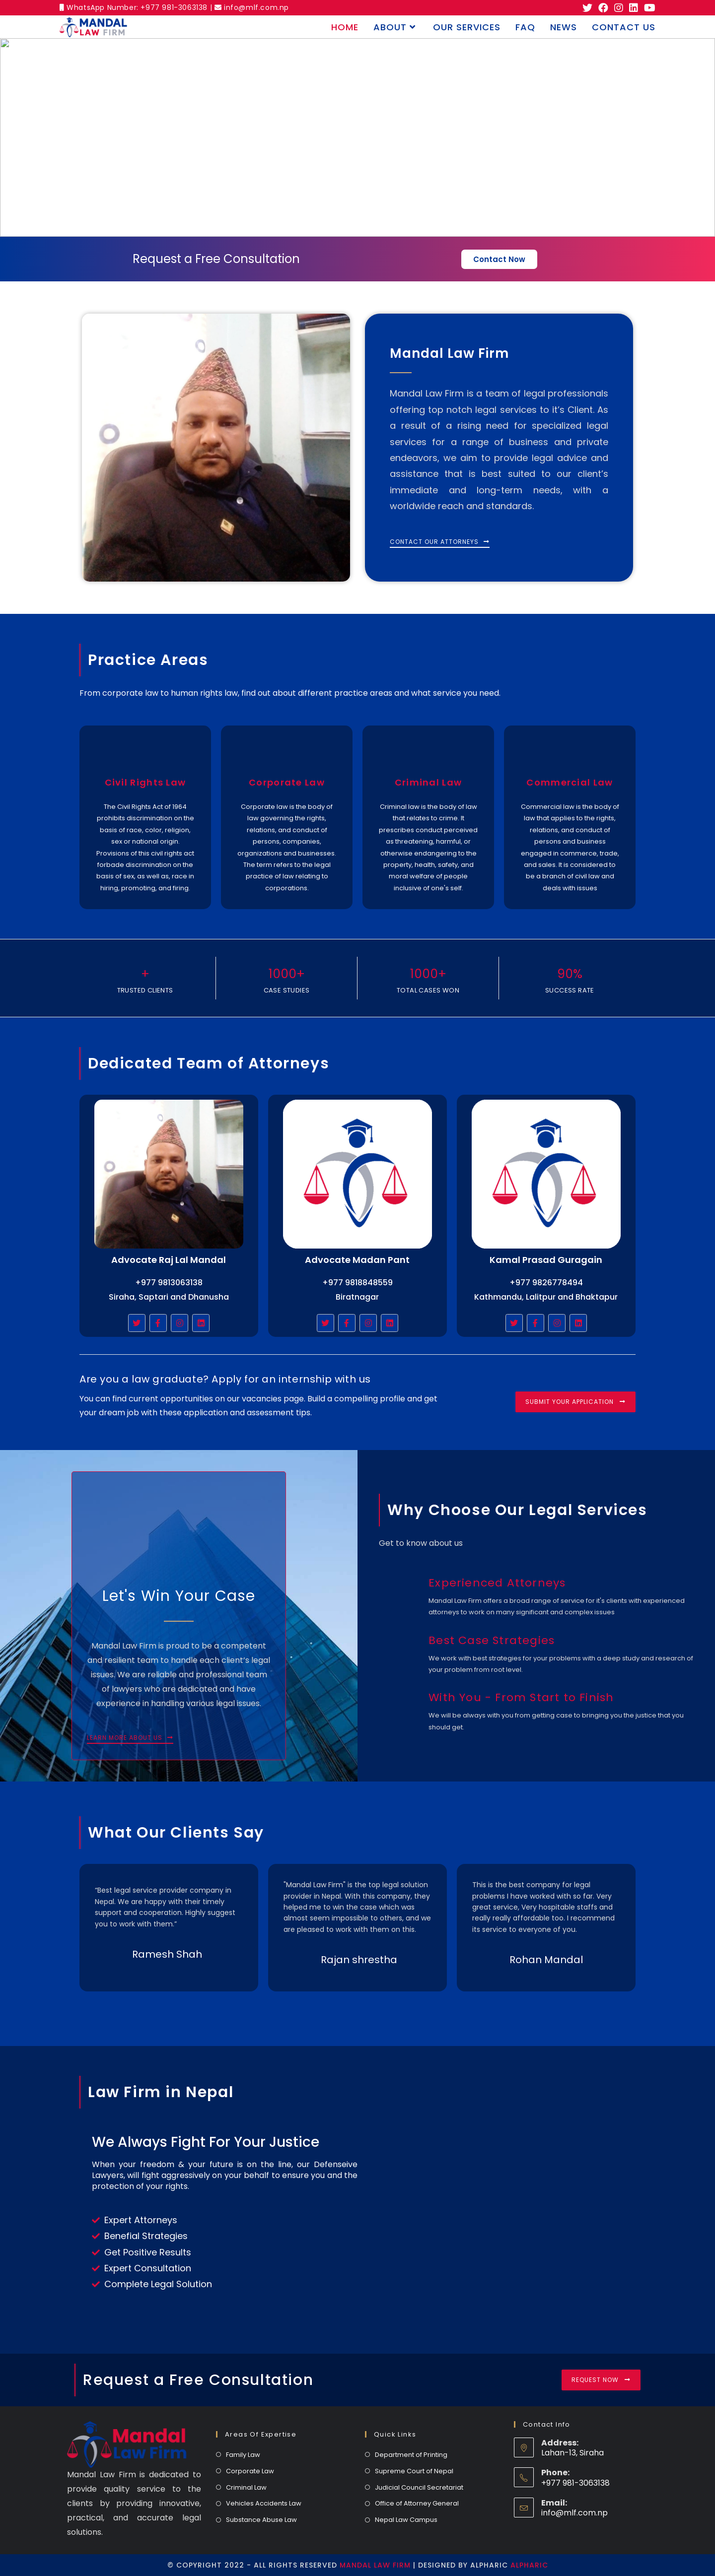 WhatsApp Number: +977 981-3063138 | info@mlf.com.np
MANDAL
LAW FIRM
HOME ABOUT OUR SERVICES FAQ NEWS CONTACT US
Request a Free Consultation
Contact Now
Mandal Law Firm
Mandal Law Firm is a team of legal professionals
offering top notch legal services to it's Client. As
a result of a rising need for specialized legal
services for a range of business and private
endeavors, we aim to provide legal advice and
assistance that is best suited to our client's
immediate and long-term needs, with a
worldwide reach and standards.
CONTACT OUR ATTORNEYS
Practice Areas
From corporate law to human rights law, find out about different practice areas and what service you need.
Civil Rights Law
The Civil Rights Act of 1964
prohibits discrimination on the
basis of race, color, religion,
sex or national origin.
Provisions of this civil rights act
forbade discrimination on the
basis of sex, as well as, race in
hiring, promoting, and firing.
Corporate Law
Corporate law is the body of
law governing the rights,
relations, and conduct of
persons, companies,
organizations and businesses.
The term refers to the legal
practice of law relating to
corporations.
Criminal Law
Criminal law is the body of law
that relates to crime. It
prescribes conduct perceived
as threatening, harmful, or
otherwise endangering to the
property, health, safety, and
moral welfare of people
inclusive of one's self.
Commercial Law
Commercial law is the body of
law that applies to the rights,
relations, and conduct of
persons and business
engaged in commerce, trade,
and sales. It is considered to
be a branch of civil law and
deals with issues
+
TRUSTED CLIENTS
1000+
CASE STUDIES
1000+
TOTAL CASES WON
90%
SUCCESS RATE
Dedicated Team of Attorneys
Advocate Raj Lal Mandal
+977 9813063138
Siraha, Saptari and Dhanusha
Advocate Madan Pant
+977 9818848559
Biratnagar
Kamal Prasad Guragain
+977 9826778494
Kathmandu, Lalitpur and Bhaktapur
Are you a law graduate? Apply for an internship with us
You can find current opportunities on our vacancies page. Build a compelling profile and get
your dream job with these application and assessment tips.
SUBMIT YOUR APPLICATION
Let's Win Your Case
Mandal Law Firm is proud to be a competent
and resilient team to handle each client's legal
issues. We are reliable and professional team
of lawyers who are dedicated and have
experience in handling various legal issues.
LEARN MORE ABOUT US
Why Choose Our Legal Services
Get to know about us
Experienced Attorneys
Mandal Law Firm offers a broad range of service for it's clients with experienced
attorneys to work on many significant and complex issues
Best Case Strategies
We work with best strategies for your problems with a deep study and research of
your problem from root level.
With You - From Start to Finish
We will be always with you from getting case to bringing you the justice that you
should get.
What Our Clients Say
"Best legal service provider company in
Nepal. We are happy with their timely
support and cooperation. Highly suggest
you to work with them."
Ramesh Shah
"Mandal Law Firm" is the top legal solution
provider in Nepal. With this company, they
helped me to win the case which was
almost seem impossible to others, and we
are pleased to work with them on this.
Rajan shrestha
This is the best company for legal
problems I have worked with so far. Very
great service, Very hospitable staffs and
really really affordable too. I recommend
its service to everyone of you.
Rohan Mandal
Law Firm in Nepal
We Always Fight For Your Justice
When your freedom & your future is on the line, our Defenseive
Lawyers, will fight aggressively on your behalf to ensure you and the
protection of your rights.
Expert Attorneys
Benefial Strategies
Get Positive Results
Expert Consultation
Complete Legal Solution
Request a Free Consultation
REQUEST NOW
Mandal
Law Firm
Mandal Law Firm is dedicated to
provide quality service to the
clients by providing innovative,
practical, and accurate legal
solutions.
Areas Of Expertise
Family Law
Corporate Law
Criminal Law
Vehicles Accidents Law
Substance Abuse Law
Quick Links
Department of Printing
Supreme Court of Nepal
Judicial Council Secretariat
Office of Attorney General
Nepal Law Campus
Contact Info
Address:
Lahan-13, Siraha
Phone:
+977 981-3063138
Email:
info@mlf.com.np
© COPYRIGHT 2022 - ALL RIGHTS RESERVED MANDAL LAW FIRM | DESIGNED BY ALPHARIC ALPHARIC